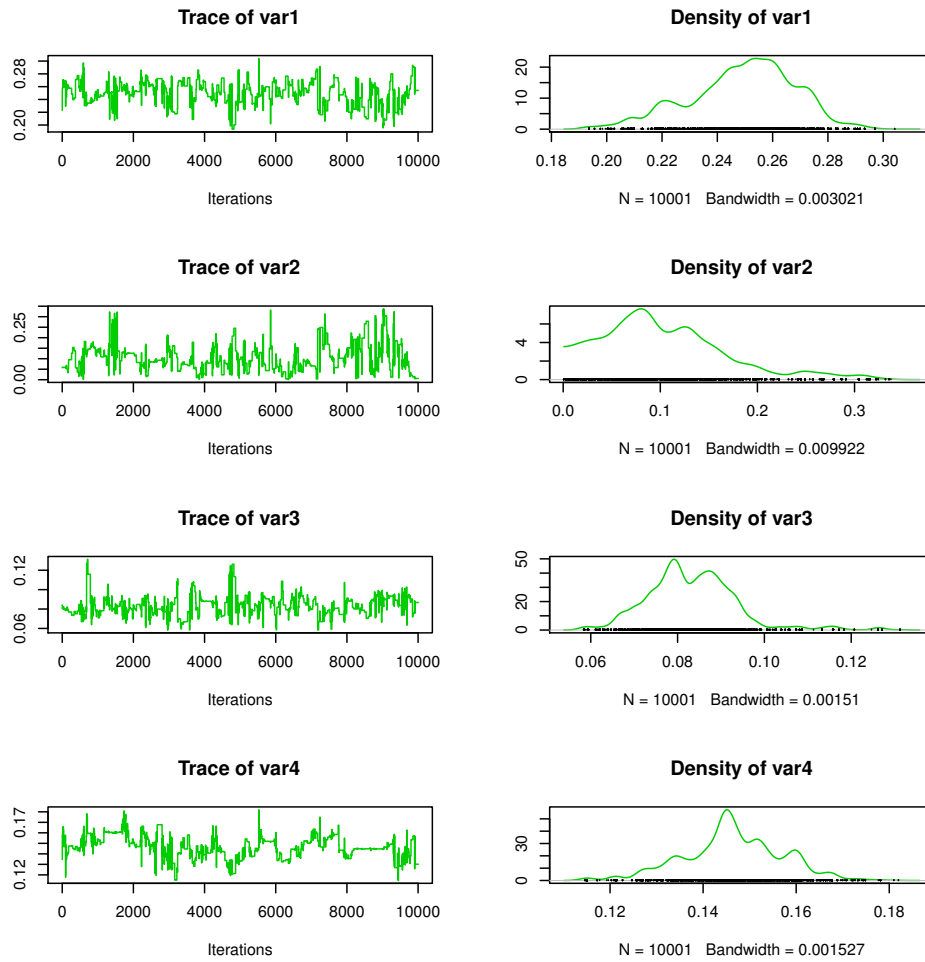 Trace of var1
0.20 0.28
0 2000 4000 6000 8000 10000
Iterations
Density of var1
0 10 20
0.18 0.20 0.22 0.24 0.26 0.28 0.30
N = 10001 Bandwidth = 0.003021
Trace of var2
0.00 0.25
0 2000 4000 6000 8000 10000
Iterations
Density of var2
0 4
0.0 0.1 0.2 0.3
N = 10001 Bandwidth = 0.009922
Trace of var3
0.06 0.12
0 2000 4000 6000 8000 10000
Iterations
Density of var3
0 20 50
0.06 0.08 0.10 0.12
N = 10001 Bandwidth = 0.00151
Trace of var4
0.12 0.17
0 2000 4000 6000 8000 10000
Iterations
Density of var4
0 30
0.12 0.14 0.16 0.18
N = 10001 Bandwidth = 0.001527